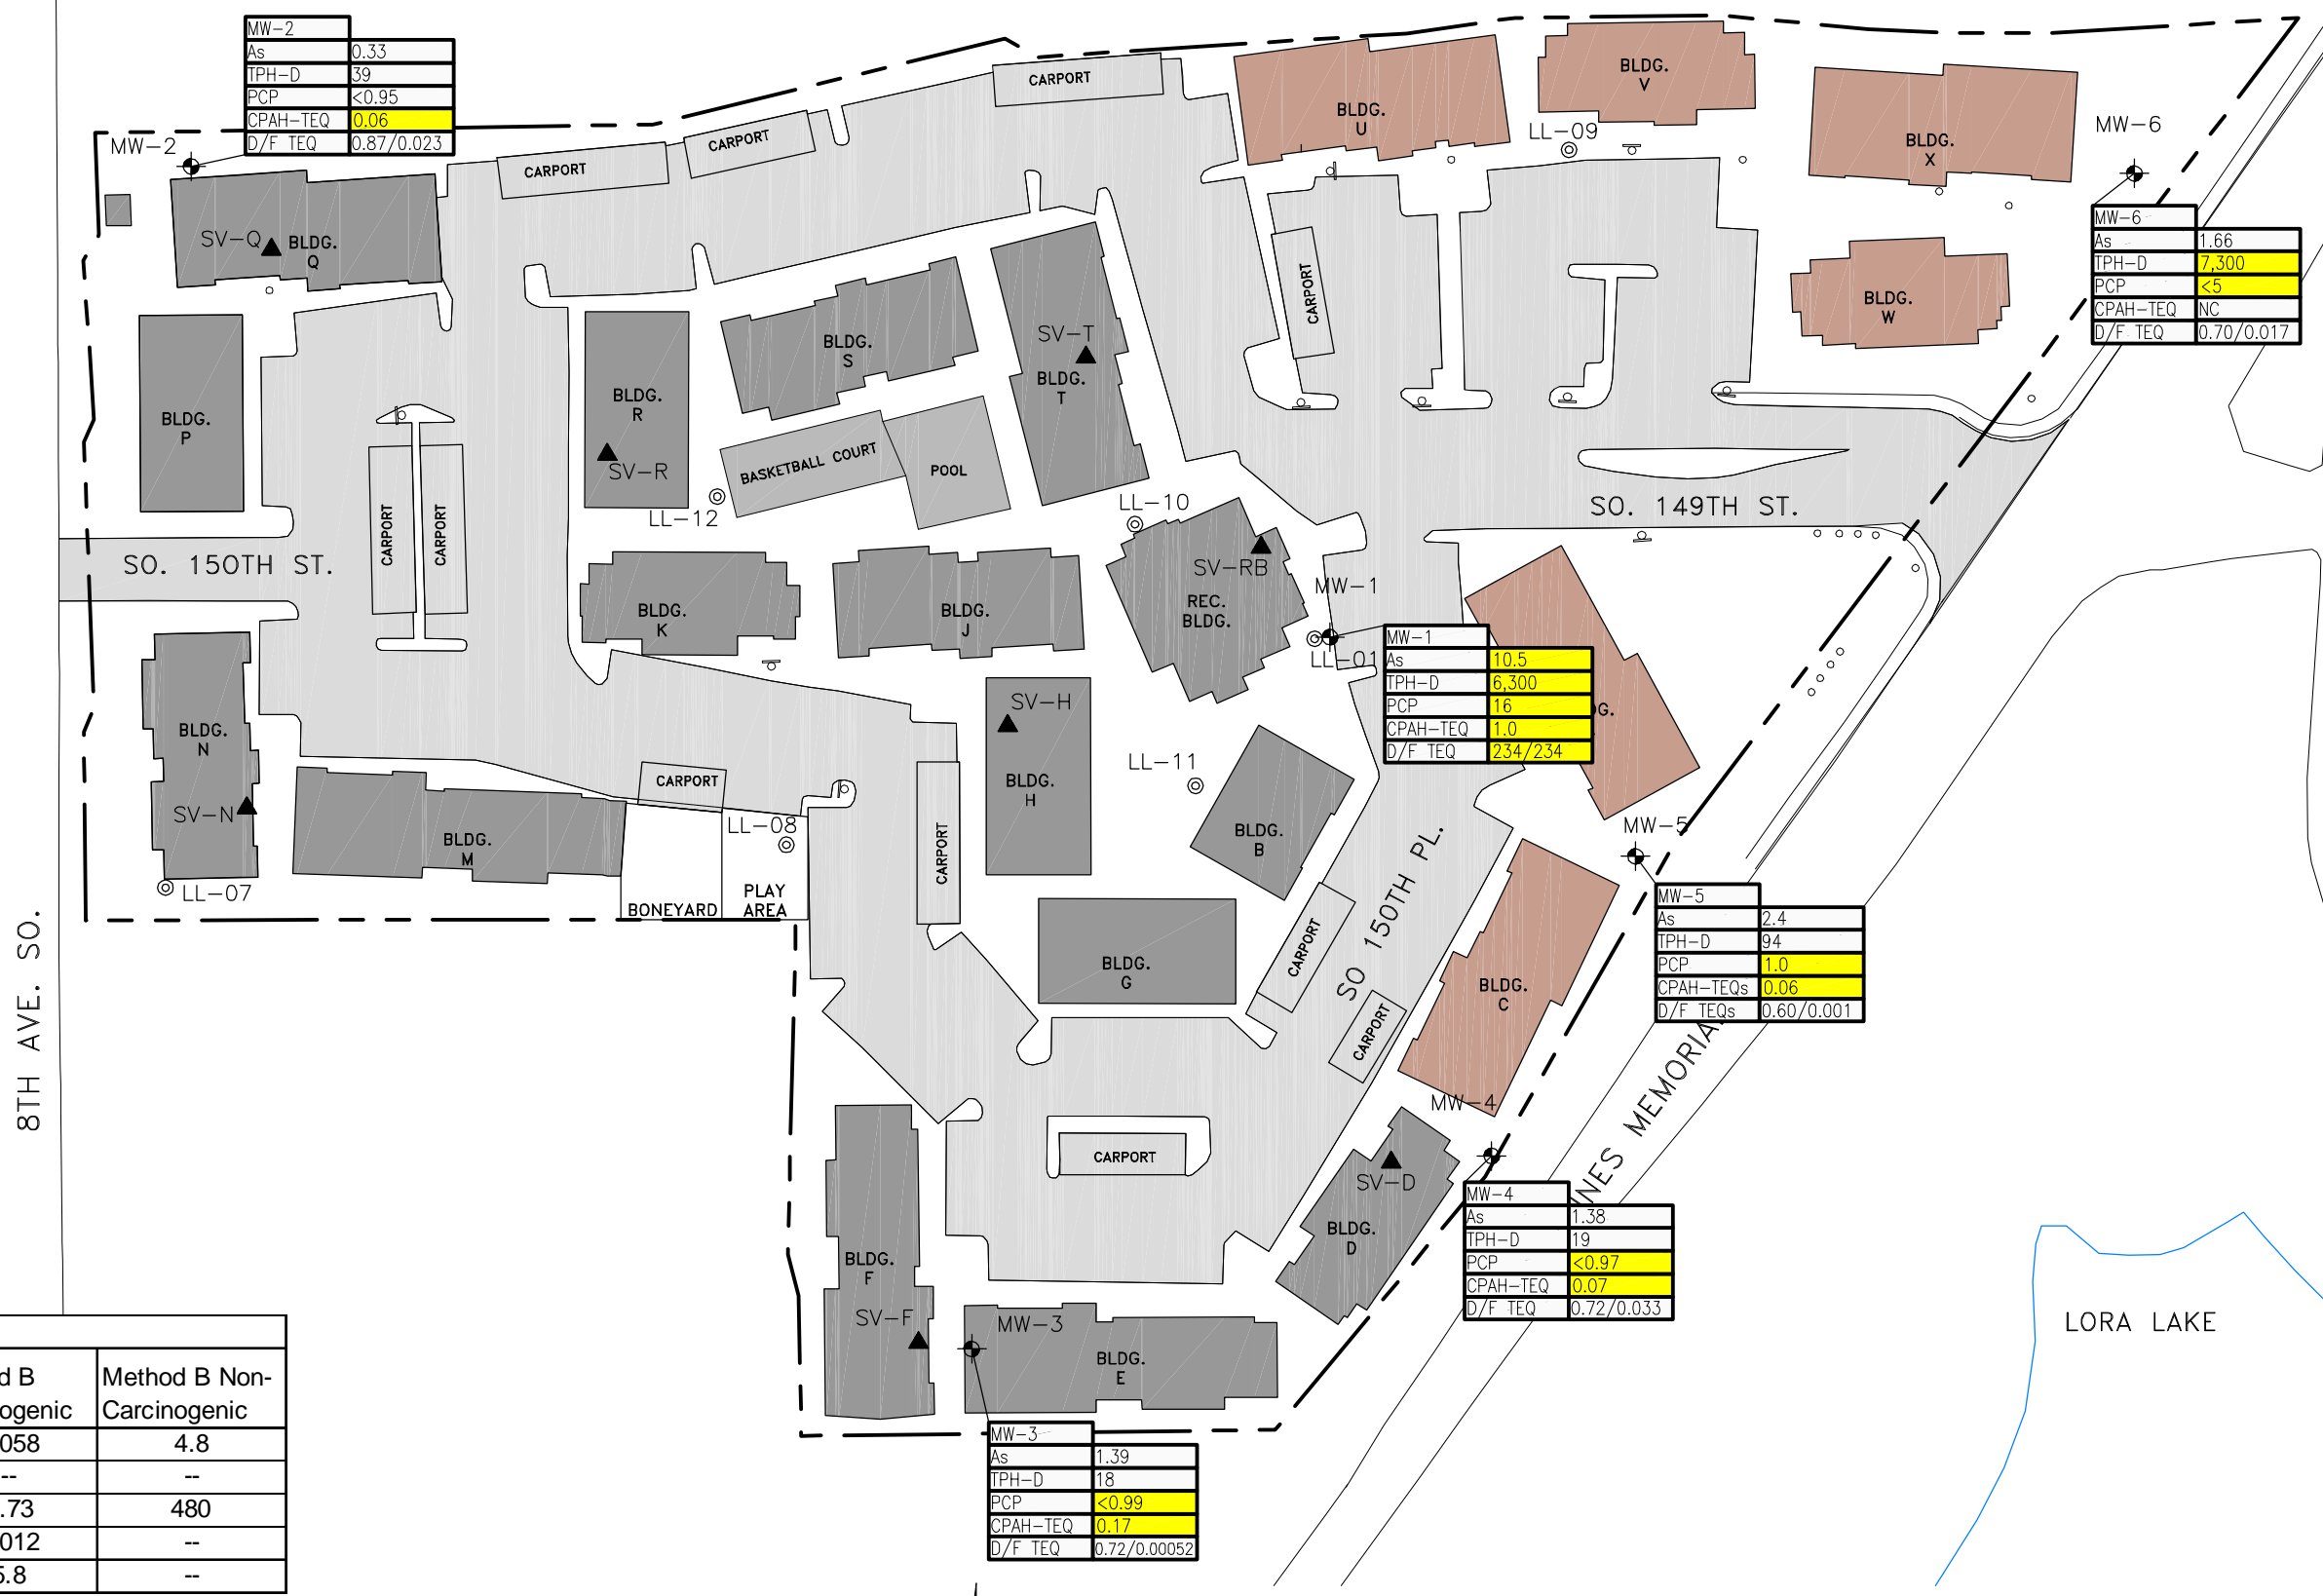 MW-2
As 0.33
TPH-D 39
PCP <0.95
CPAH-TEQ 0.06
D/F TEQ 0.87/0.023
MW-2
CARPORT
CARPORT
CARPORT
BLDG.
U
BLDG.
V
LL-09
BLDG.
X
MW-6
MW-6
As 1.66
TPH-D 7,300
PCP <5
CPAH-TEQ NC
D/F TEQ 0.70/0.017
SV-Q
BLDG.
Q
BLDG.
P
BLDG.
R
SV-R
BLDG.
S
SV-T
BLDG.
T
CARPORT
BLDG.
W
BASKETBALL COURT
POOL
LL-12
LL-10
CARPORT
CARPORT
SO. 149TH ST.
SO. 150TH ST.
BLDG.
K
BLDG.
J
SV-RB
REC.
BLDG.
MW-1
LL-01
MW-1
As 10.5
TPH-D 6,300
PCP 16
CPAH-TEQ 1.0
D/F TEQ 234/234
G.
BLDG.
N
SV-N
SV-H
BLDG.
H
LL-11
CARPORT
BLDG.
M
LL-08
CARPORT
BLDG.
B
MW-5
LL-07
BONEYARD
PLAY
AREA
MW-5
As 2.4
TPH-D 94
PCP 1.0
CPAH-TEQs 0.06
D/F TEQs 0.60/0.001
8TH AVE. SO.
BLDG.
G
CARPORT
SO 150TH PL.
CARPORT
BLDG.
C
INES MEMORIA
MW-4
CARPORT
SV-D
BLDG.
D
MW-4
As 1.38
TPH-D 19
PCP <0.97
CPAH-TEQ 0.07
D/F TEQ 0.72/0.033
BLDG.
F
SV-F
MW-3
BLDG.
E
LORA LAKE
MW-3
As 1.39
TPH-D 18
PCP <0.99
CPAH-TEQ 0.17
D/F TEQ 0.72/0.00052
d B Method B Non-
ogenic Carcinogenic
058 4.8
-- --
.73 480
012 --
5.8 --